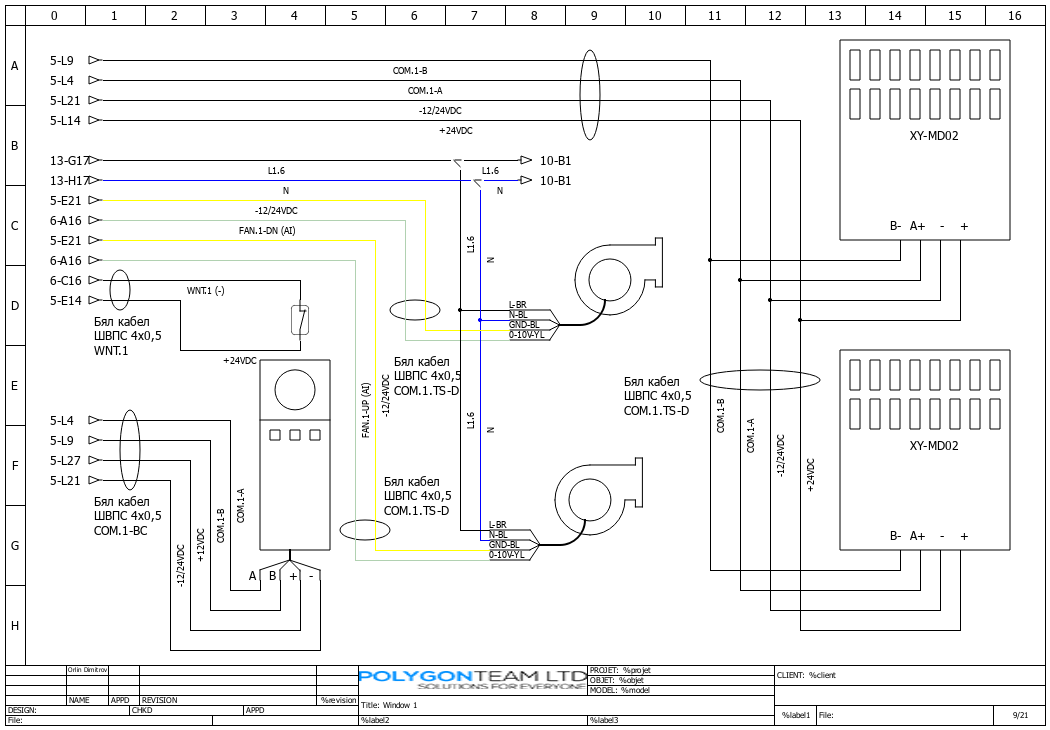 0 1 2 3 4 5 6 7 8 9 10 11 12 13 14 15 16
A
B
C
D
E
F
G
H
5-L9
5-L4
5-L21
5-L14
COM.1-B
COM.1-A
-12/24VDC
+24VDC
13-G17
13-H17
L1.6
N
L1.6
N
10-B1
10-B1
5-E21
6-A16
5-E21
6-A16
-12/24VDC
FAN.1-DN (AI)
6-C16
5-E14
WNT.1 (-)
Бял кабел
ШВПС 4x0,5
WNT.1
+24VDC
L1.6
N
L-BR
N-BL
GND-BL
0-10V-YL
Бял кабел
ШВПС 4x0,5
COM.1.TS-D
FAN.1-UP (AI)
-12/24VDC
L1.6
N
Бял кабел
ШВПС 4x0,5
COM.1.TS-D
L-BR
N-BL
GND-BL
0-10V-YL
Бял кабел
ШВПС 4x0,5
COM.1.TS-D
COM.1-B
COM.1-A
-12/24VDC
+24VDC
XY-MD02
B- A+ - +
XY-MD02
B- A+ - +
5-L4
5-L9
5-L27
5-L21
Бял кабел
ШВПС 4x0,5
COM.1-BC
-12/24VDC
+12VDC
COM.1-B
COM.1-A
A B + -
Orlin Dimitrov
NAME APPD REVISION %revision
DESIGN: CHKD APPD
File:
POLYGONTEAM LTD
SOLUTIONS FOR EVERYONE
Title: Window 1
%label2
PROJET: %projet
OBJET: %objet
MODEL: %model
%label3
CLIENT: %client
%label1 File: 9/21